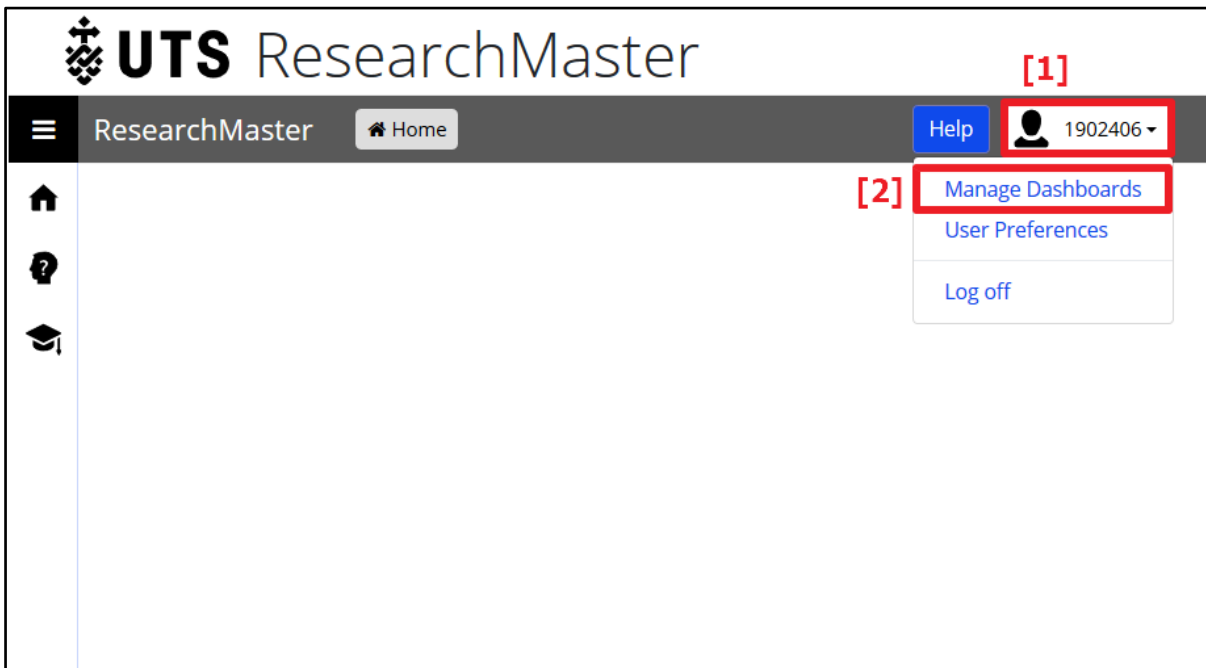 UTS ResearchMaster
[1]
ResearchMaster Home Help 1902406
[2] Manage Dashboards
User Preferences
?
Log off